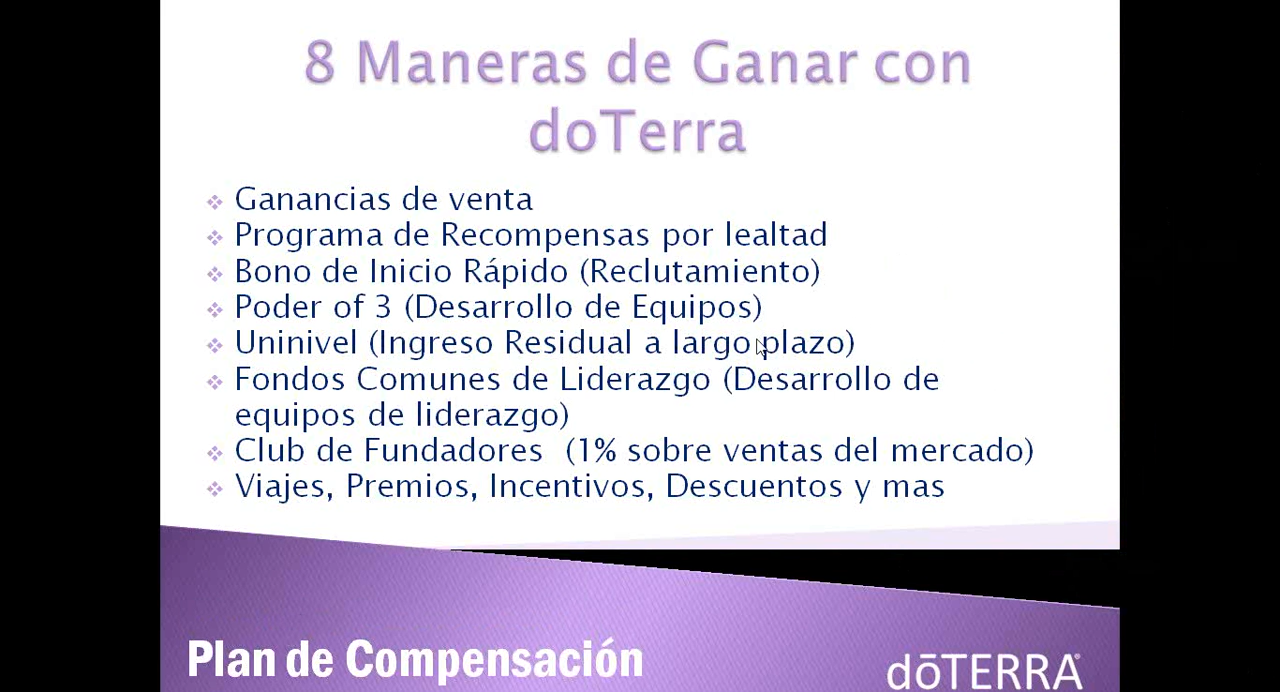 8 Maneras de Ganar con
doTerra
Ganancias de venta
Programa de Recompensas por lealtad
Bono de Inicio Rápido (Reclutamiento)
Poder of 3 (Desarrollo de Equipos)
Uninivel (Ingreso Residual a largo plazo)
Fondos Comunes de Liderazgo (Desarrollo de
equipos de liderazgo)
Club de Fundadores (1% sobre ventas del mercado)
Viajes, Premios, Incentivos, Descuentos y mas
Plan de Compensación
dōTERRA®